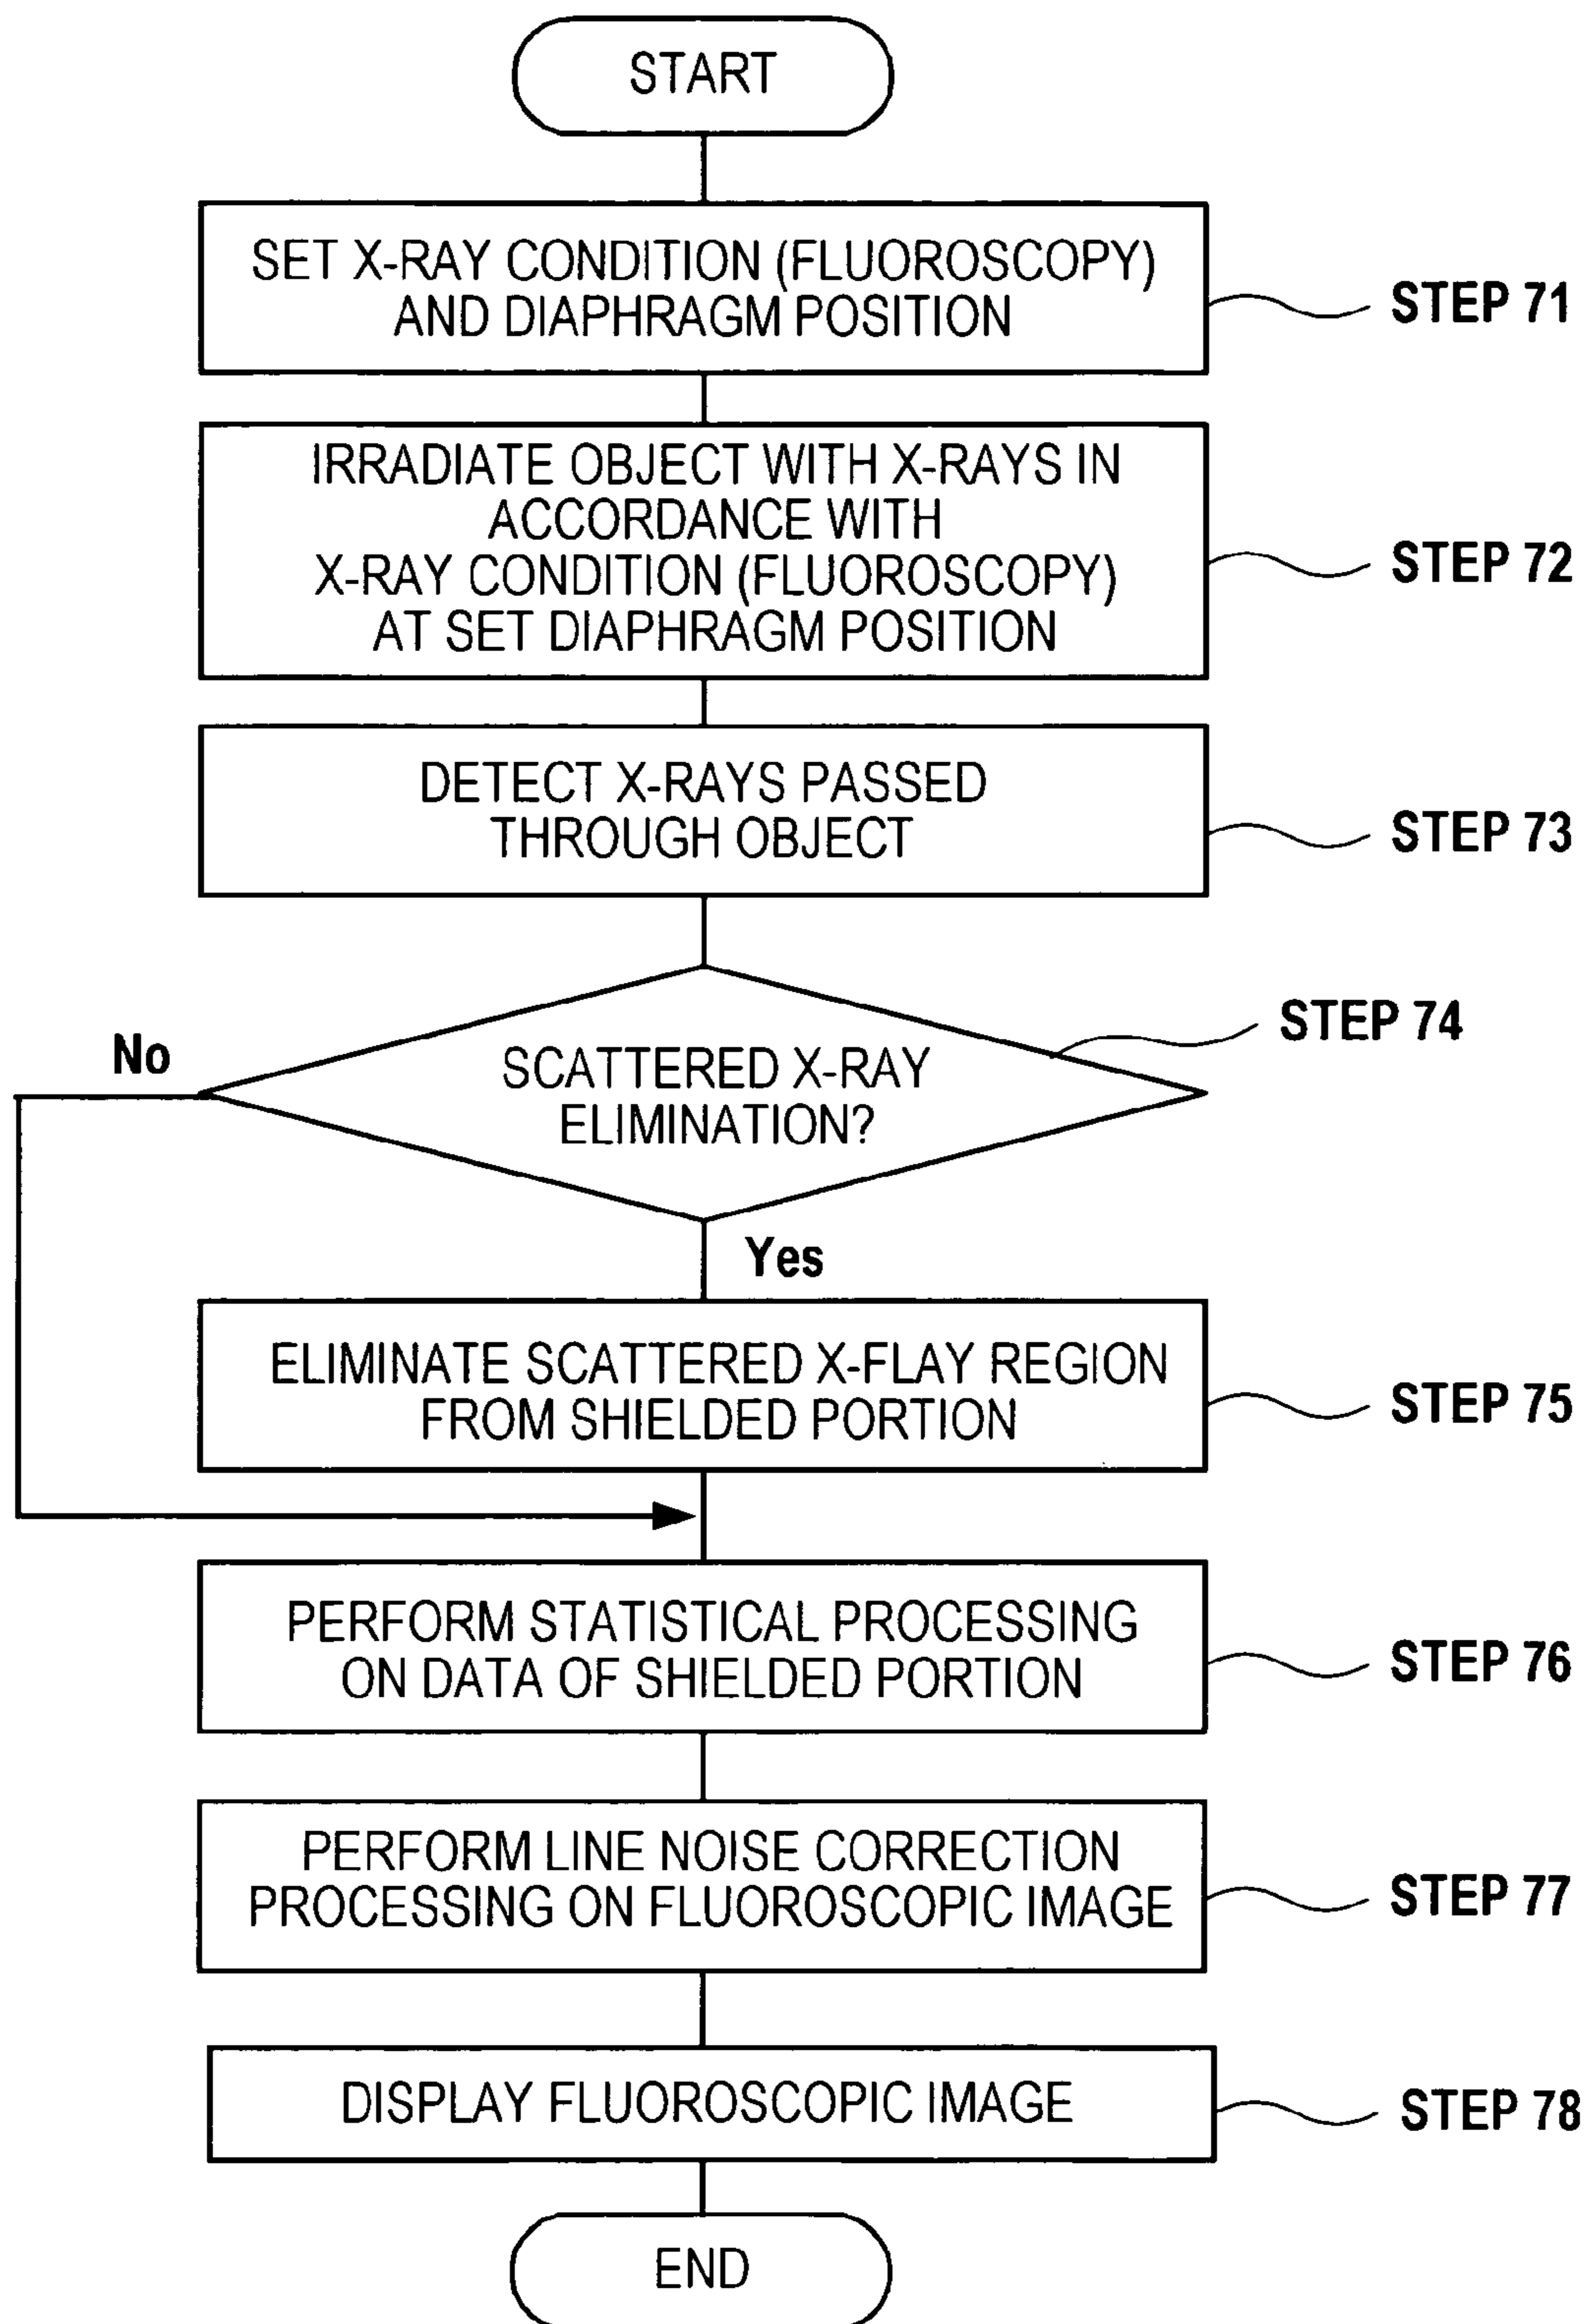 START
SET X-RAY CONDITION (FLUOROSCOPY)
AND DIAPHRAGM POSITION
STEP 71
IRRADIATE OBJECT WITH X-RAYS IN
ACCORDANCE WITH
X-RAY CONDITION (FLUOROSCOPY)
AT SET DIAPHRAGM POSITION
STEP 72
DETECT X-RAYS PASSED
THROUGH OBJECT
STEP 73
SCATTERED X-RAY
ELIMINATION?
STEP 74
No
Yes
ELIMINATE SCATTERED X-FLAY REGION
FROM SHIELDED PORTION
STEP 75
PERFORM STATISTICAL PROCESSING
ON DATA OF SHIELDED PORTION
STEP 76
PERFORM LINE NOISE CORRECTION
PROCESSING ON FLUOROSCOPIC IMAGE
STEP 77
DISPLAY FLUOROSCOPIC IMAGE
STEP 78
END